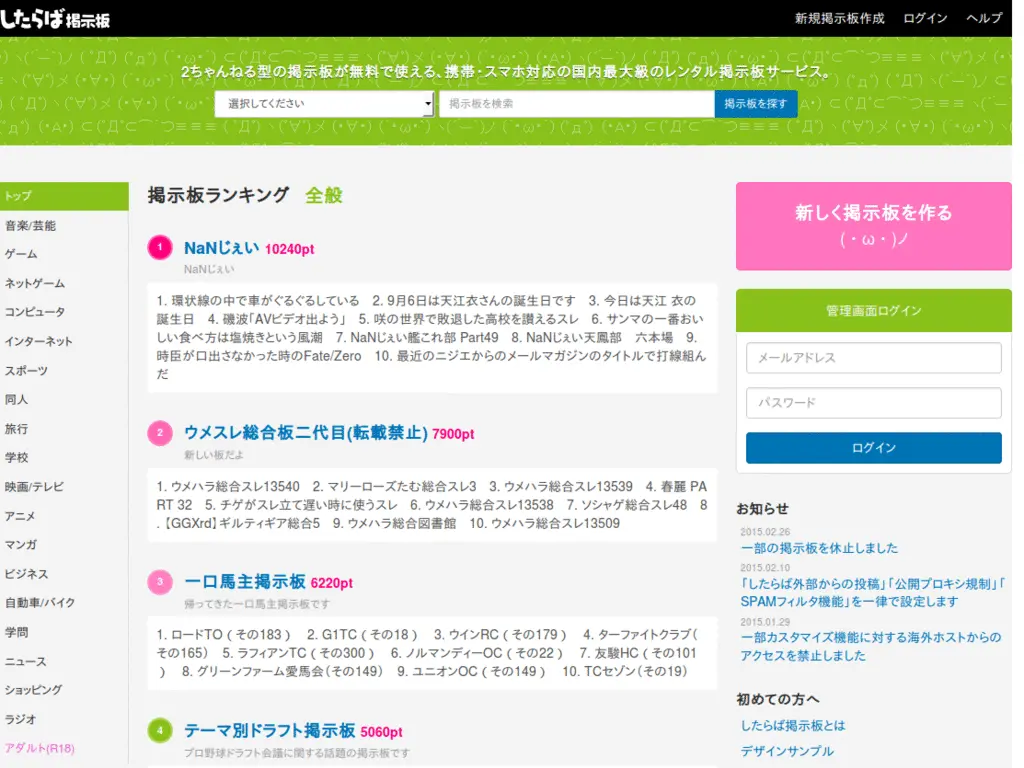 したらば掲示板
新規掲示板作成 ログイン ヘルプ
2ちゃんねる型の掲示板が無料で使える、携帯・スマホ対応の国内最大級のレンタル掲示板サービス。
選択してください 掲示板を検索 掲示板を探す
トップ
音楽/芸能
ゲーム
ネットゲーム
コンピュータ
インターネット
スポーツ
同人
旅行
学校
映画/テレビ
アニメ
マンガ
ビジネス
自動車/バイク
学問
ニュース
ショッピング
ラジオ
アダルト(R18)
掲示板ランキング 全般
1 NaNじぇい 10240pt
NaNじぇい
1. 環状線の中で車がぐるぐるしている 2. 9月6日は天江衣さんの誕生日です 3. 今日は天江 衣の
誕生日 4. 磯波「AVビデオ出よう」 5. 咲の世界で敗退した高校を讃えるスレ 6. サンマの一番おい
しい食べ方は塩焼きという風潮 7. NaNじぇい艦これ部 Part49 8. NaNじぇい天鳳部 六本場 9.
時臣が口出さなかった時のFate/Zero 10. 最近のニジエからのメールマガジンのタイトルで打線組ん
だ
2 ウメスレ総合板二代目(転載禁止) 7900pt
新しい板だよ
1. ウメハラ総合スレ13540 2. マリーローズたむ総合スレ3 3. ウメハラ総合スレ13539 4. 春麗 PA
RT 32 5. チゲがスレ立て遅い時に使うスレ 6. ウメハラ総合スレ13538 7. ソシャゲ総合スレ48 8
. 【GGXrd】ギルティギア総合5 9. ウメハラ総合図書館 10. ウメハラ総合スレ13509
3 一口馬主掲示板 6220pt
帰ってきた一口馬主掲示板です
1. ロードTO（その183） 2. G1TC（その18） 3. ウインRC（その179） 4. ターファイトクラブ（
その165） 5. ラフィアンTC（その300） 6. ノルマンディーOC（その22） 7. 友駿HC（その101
） 8. グリーンファーム愛馬会（その149） 9. ユニオンOC（その149） 10. TCセゾン（その19）
4 テーマ別ドラフト掲示板 5060pt
プロ野球ドラフト会議に関する話題の掲示板です
新しく掲示板を作る
(・ω・)ノ
管理画面ログイン
メールアドレス
パスワード
ログイン
お知らせ
2015.02.26
一部の掲示板を休止しました
2015.02.10
「したらば外部からの投稿」「公開プロキシ規制」「
SPAMフィルタ機能」を一律で設定します
2015.01.29
一部カスタマイズ機能に対する海外ホストからの
アクセスを禁止しました
初めての方へ
したらば掲示板とは
デザインサンプル